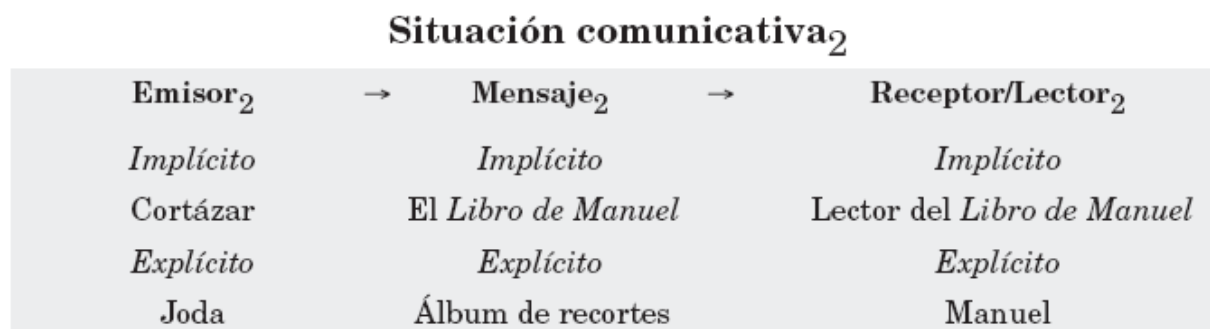 Situación comunicativa2
Emisor2 → Mensaje2 → Receptor/Lector2
Implícito Implícito Implícito
Cortázar El Libro de Manuel Lector del Libro de Manuel
Explícito Explícito Explícito
Joda Álbum de recortes Manuel